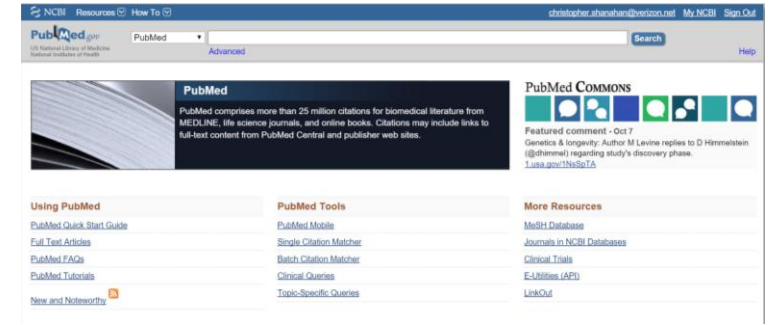 NCBI Resources How To christopher.shanahan@verizon.net My NCBI Sign Out
PubMed.gov
US National Library of Medicine
National Institutes of Health
PubMed
Search
Advanced
Help
PubMed
PubMed comprises more than 25 million citations for biomedical literature from
MEDLINE, life science journals, and online books. Citations may include links to
full-text content from PubMed Central and publisher web sites.
PubMed Commons
Featured comment - Oct 7
Genetics & longevity: Author M Levine replies to D Himmelstein
(@dhimmel) regarding study's discovery phase.
1.usa.gov/1NsSpTA
Using PubMed
PubMed Quick Start Guide
Full Text Articles
PubMed FAQs
PubMed Tutorials
New and Noteworthy
PubMed Tools
PubMed Mobile
Single Citation Matcher
Batch Citation Matcher
Clinical Queries
Topic-Specific Queries
More Resources
MeSH Database
Journals in NCBI Databases
Clinical Trials
E-Utilities (API)
LinkOut